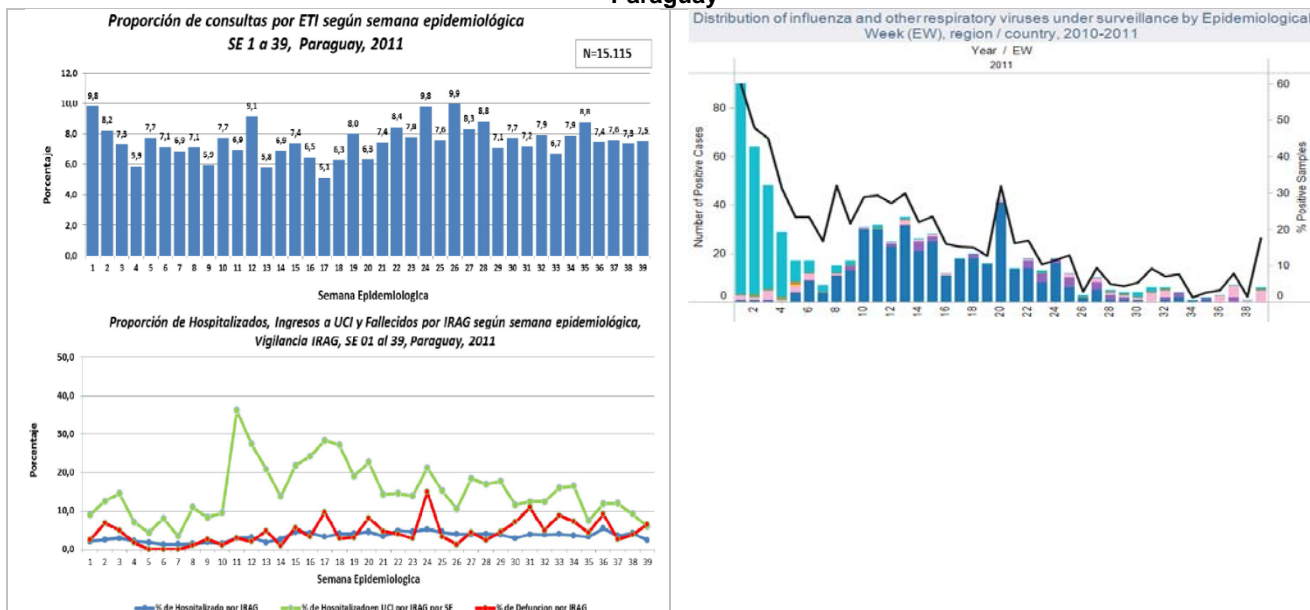 Paraguay
Proporción de consultas por ETI según semana epidemiológica
SE 1 a 39, Paraguay, 2011
N=15.115
Porcentaje
12,0
10,0
8,0
6,0
4,0
2,0
0,0
9,8 8,2 7,3 5,9 7,7 7,1 6,9 7,1 5,9 7,7 6,9 9,1 5,8 6,9 7,4 6,5 5,1 6,3 8,0 6,3 7,4 8,4 7,8 9,8 7,6 9,9 8,3 8,8 7,1 7,7 7,2 7,9 6,7 7,9 8,8 7,4 7,6 7,3 7,5
1 2 3 4 5 6 7 8 9 10 11 12 13 14 15 16 17 18 19 20 21 22 23 24 25 26 27 28 29 30 31 32 33 34 35 36 37 38 39
Semana Epidemiologica
Proporción de Hospitalizados, Ingresos a UCI y Fallecidos por IRAG según semana epidemiológica,
Vigilancia IRAG, SE 01 al 39, Paraguay, 2011
Porcentaje
50,0
40,0
30,0
20,0
10,0
0,0
1 2 3 4 5 6 7 8 9 10 11 12 13 14 15 16 17 18 19 20 21 22 23 24 25 26 27 28 29 30 31 32 33 34 35 36 37 38 39
Semana Epidemiologica
% de Hospitalizado por IRAG % de Hospitalizadoen UCI por IRAG por SE % de Defuncion por IRAG
Distribution of influenza and other respiratory viruses under surveillance by Epidemiological
Week (EW), region / country, 2010-2011
Year / EW
2011
Number of Positive Cases
80
60
40
20
0
% Positive Samples
60
50
40
30
20
10
0
2 4 6 8 10 12 14 16 18 20 22 24 26 28 30 32 34 36 38